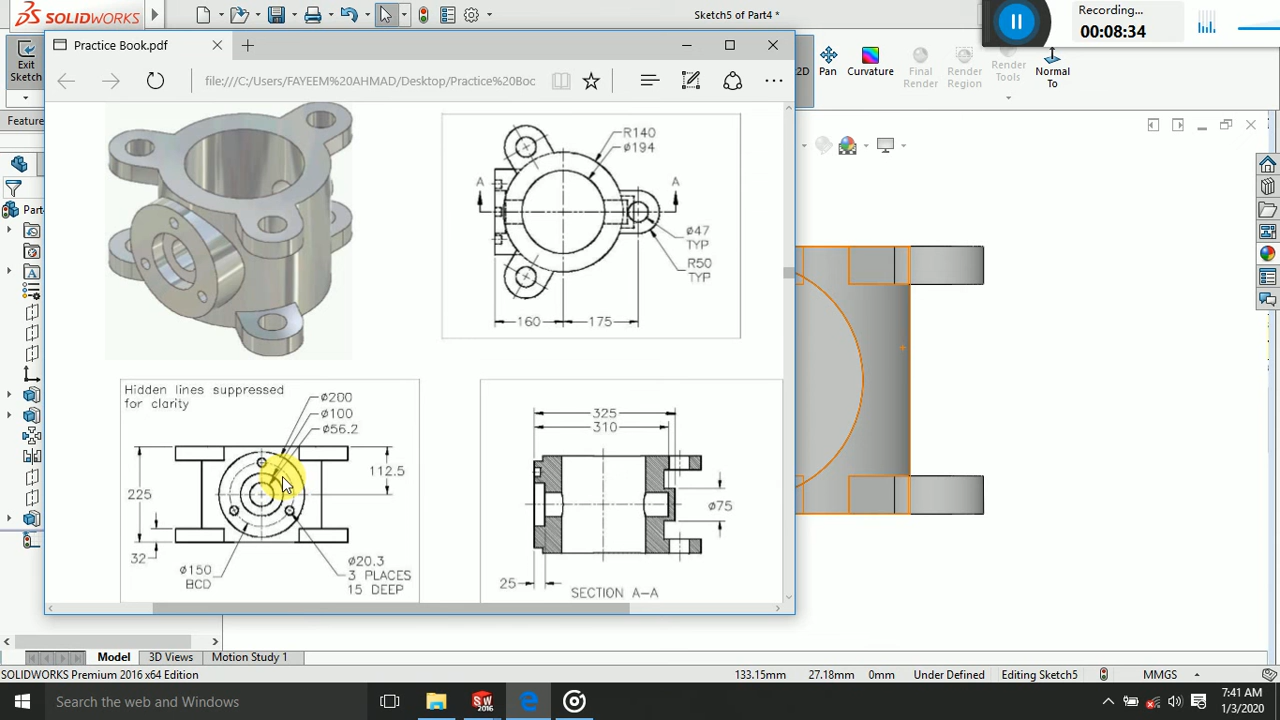 SOLIDWORKS
Sketch5 of Part4 *
Recording...
00:08:34
Exit
Sketch
Practice Book.pdf
2D
Pan
Curvature
Final
Render
Render
Region
Render
Tools
Normal
To
file:///C:/Users/FAYEEM%20AHMAD/Desktop/Practice%20Boc
Feature
Part
R140
ø194
A
A
ø47
TYP
R50
TYP
160
175
Hidden lines suppressed
for clarity
ø200
ø100
ø56.2
112.5
225
32
ø150
BCD
ø20.3
3 PLACES
15 DEEP
325
310
ø75
25
SECTION A-A
Model
3D Views
Motion Study 1
SOLIDWORKS Premium 2016 x64 Edition
133.15mm
27.18mm
0mm
Under Defined
Editing Sketch5
MMGS
Search the web and Windows
SW
2016
7:41 AM
1/3/2020